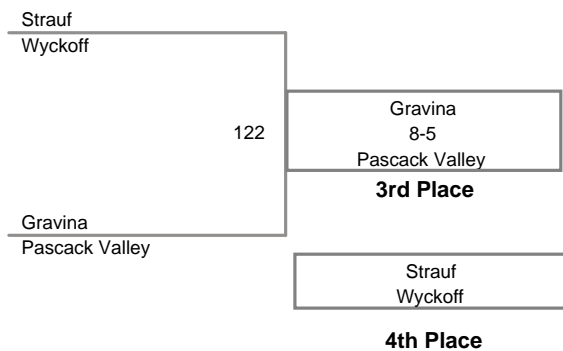 Strauf
Wyckoff
122
Gravina
8-5
Pascack Valley
3rd Place
Gravina
Pascack Valley
Strauf
Wyckoff
4th Place